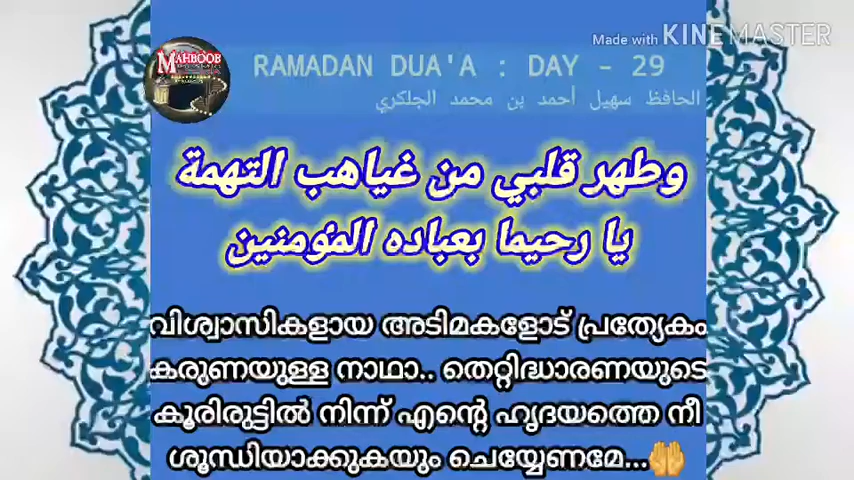 Made with KINEMASTER
MAHBOOB
RAMADAN DUA'A : DAY - 29
الحافظ سهيل أحمد بن محمد الجلكري
وطهر قلبي من غياهب التهمة
يا رحيما بعباده المؤمنين
വിശ്വാസികളായ അടിമകളോട് പ്രത്യേകം
കരുണയുള്ള നാഥാ.. തെറ്റിദ്ധാരണയുടെ
കൂരിരുട്ടിൽ നിന്ന് എന്റെ ഹൃദയത്തെ നീ
ശുദ്ധിയാക്കുകയും ചെയ്യേണമേ...🤲